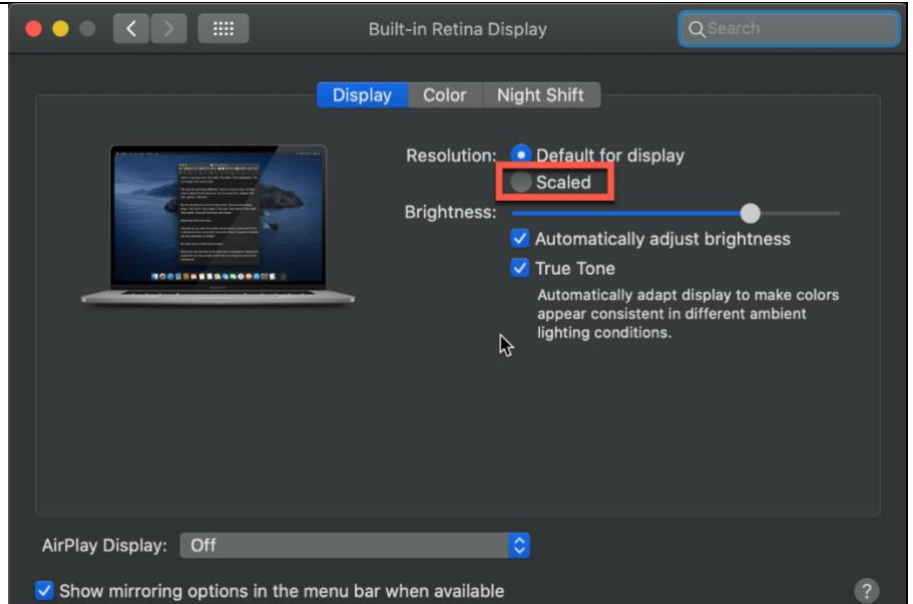 Built-in Retina Display
Search
Display Color Night Shift
Resolution: Default for display
Scaled
Brightness:
Automatically adjust brightness
True Tone
Automatically adapt display to make colors
appear consistent in different ambient
lighting conditions.
AirPlay Display: Off
Show mirroring options in the menu bar when available
?